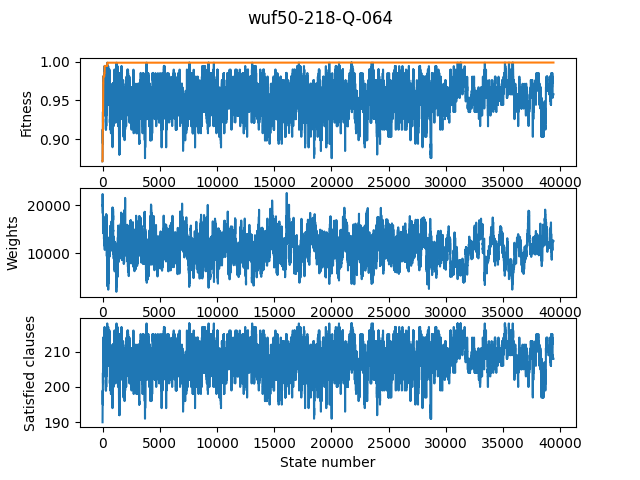 wuf50-218-Q-064
1.00
0.95
0.90
Fitness
0 5000 10000 15000 20000 25000 30000 35000 40000
20000
10000
Weights
0 5000 10000 15000 20000 25000 30000 35000 40000
210
200
190
Satisfied clauses
0 5000 10000 15000 20000 25000 30000 35000 40000
State number